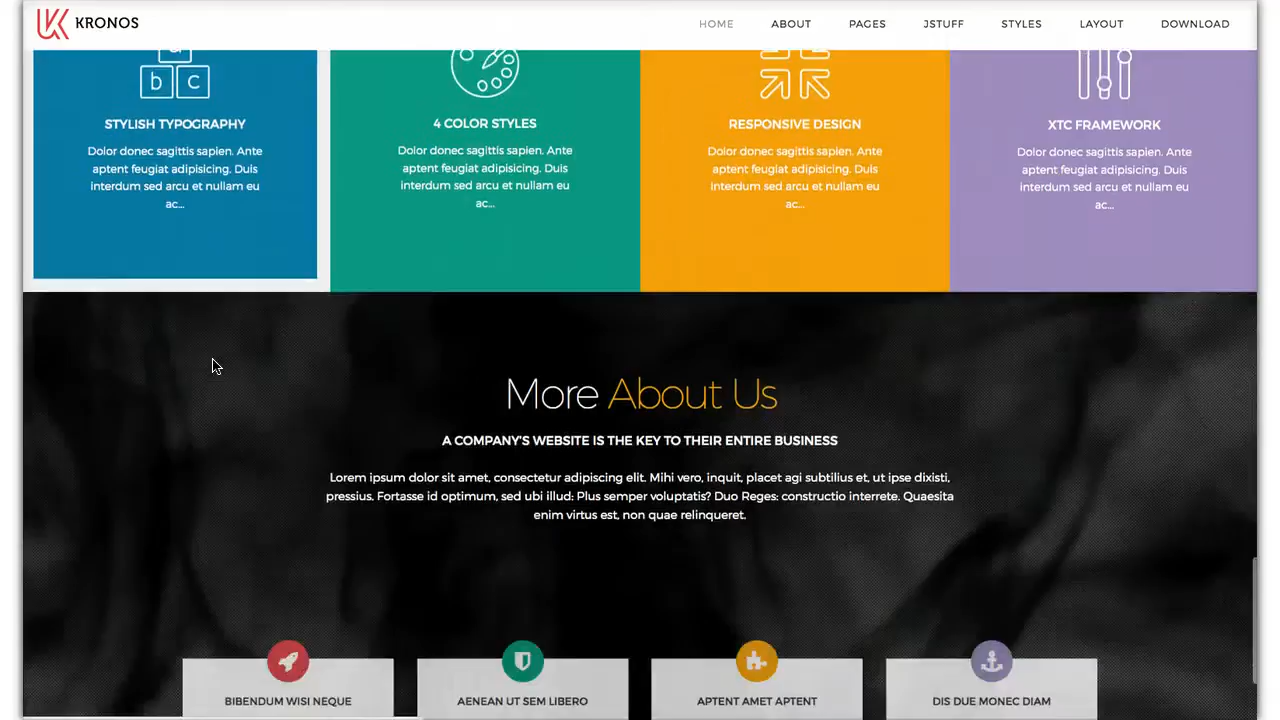 KRONOS
HOME ABOUT PAGES JSTUFF STYLES LAYOUT DOWNLOAD
a
b c
STYLISH TYPOGRAPHY
Dolor donec sagittis sapien. Ante
aptent feugiat adipisicing. Duis
interdum sed arcu et nullam eu
ac...
4 COLOR STYLES
Dolor donec sagittis sapien. Ante
aptent feugiat adipisicing. Duis
interdum sed arcu et nullam eu
ac...
RESPONSIVE DESIGN
Dolor donec sagittis sapien. Ante
aptent feugiat adipisicing. Duis
interdum sed arcu et nullam eu
ac...
XTC FRAMEWORK
Dolor donec sagittis sapien. Ante
aptent feugiat adipisicing. Duis
interdum sed arcu et nullam eu
ac...
More About Us
A COMPANY'S WEBSITE IS THE KEY TO THEIR ENTIRE BUSINESS
Lorem ipsum dolor sit amet, consectetur adipiscing elit. Mihi vero, inquit, placet agi subtilius et, ut ipse dixisti,
pressius. Fortasse id optimum, sed ubi illud: Plus semper voluptatis? Duo Reges: constructio interrete. Quaesita
enim virtus est, non quae relinqueret.
BIBENDUM WISI NEQUE
AENEAN UT SEM LIBERO
APTENT AMET APTENT
DIS DUE MONEC DIAM